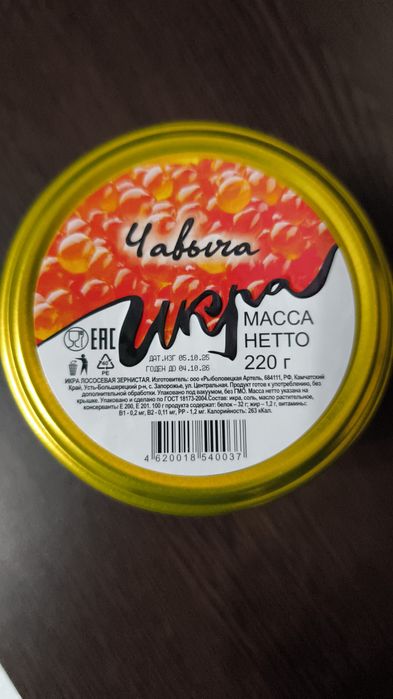 Чавыча
Икра
МАССА
НЕТТО
220 г
EAC
ДАТ.ИЗГ 05.10.25
ГОДЕН ДО 04.10.26
PE
ИКРА ЛОСОСЕВАЯ ЗЕРНИСТАЯ. Изготовитель: ооо «Рыболовецкая Артель, 684111, РФ, Камчатский
Край, Усть-Большерецкий р-н, с. Запорожье, ул. Центральная. Продукт готов к употреблению, без
дополнительной обработки. Упаковано под вакуумом, без ГМО. Масса нетто указана на
крышке. Упаковано и сделано по ГОСТ 18173-2004.Состав: икра, соль, масло растительное,
консерванты Е 200, Е 201. 100 г продукта содержат: белок – 32 г; жир – 1,2 г, витамины:
B1 - 0,2 мг, B2 - 0,11 мг, PP - 1,2 мг. Калорийность: 263 кКал.
4 620018 540037